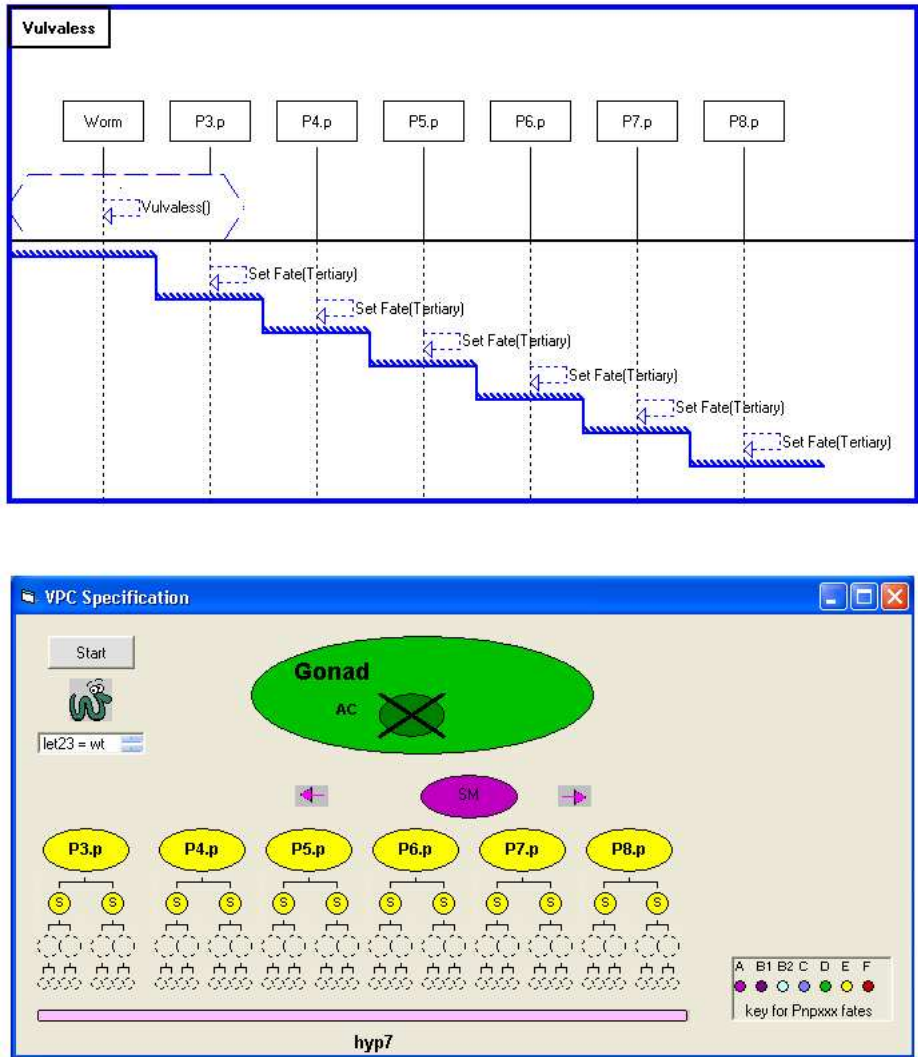 Vulvaless
Worm P3.p P4.p P5.p P6.p P7.p P8.p
Vulvaless()
Set Fate(Tertiary)
Set Fate(Tertiary)
Set Fate(Tertiary)
Set Fate(Tertiary)
Set Fate(Tertiary)
Set Fate(Tertiary)
VPC Specification
Start
Gonad
AC
let23 = wt
SM
P3.p P4.p P5.p P6.p P7.p P8.p
S S S S S S S S S S S S
A B1 B2 C D E F
key for Pnpxxx fates
hyp7